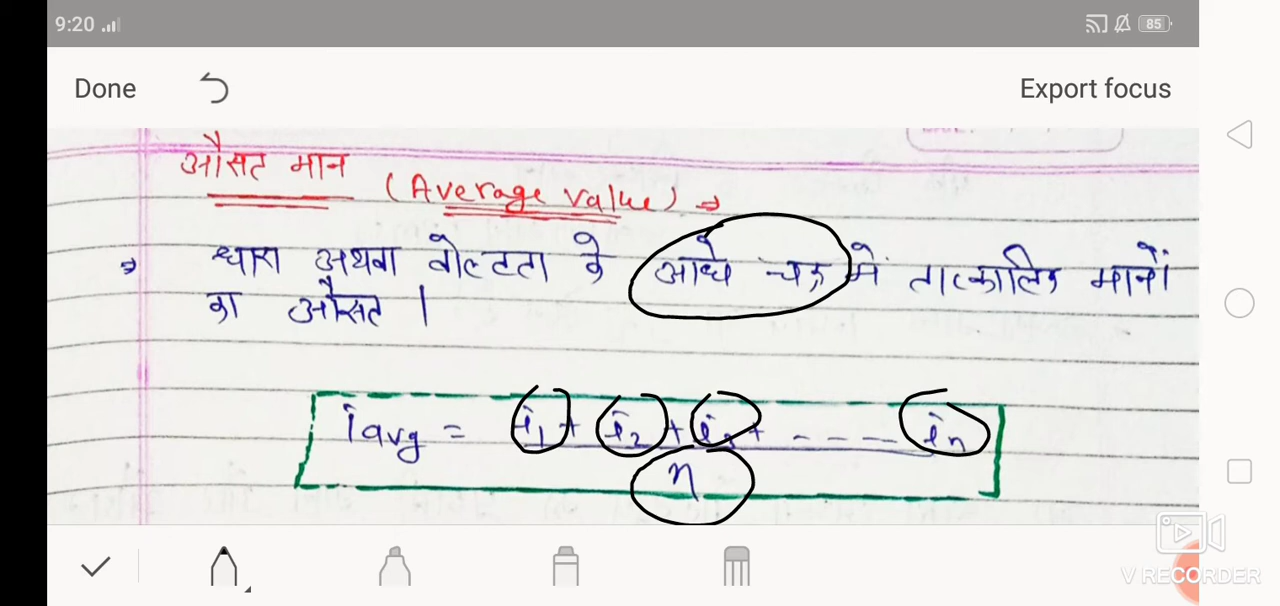 9:20
85
Done
Export focus
औसत मान
(Average value) ⇒
⇒ धारा अथवा वोल्टता के आधे चक्र में तात्कालिक मानों
का औसत |
iavg = i1 + i2 + i3 + - - - - in
n
V RECORDER